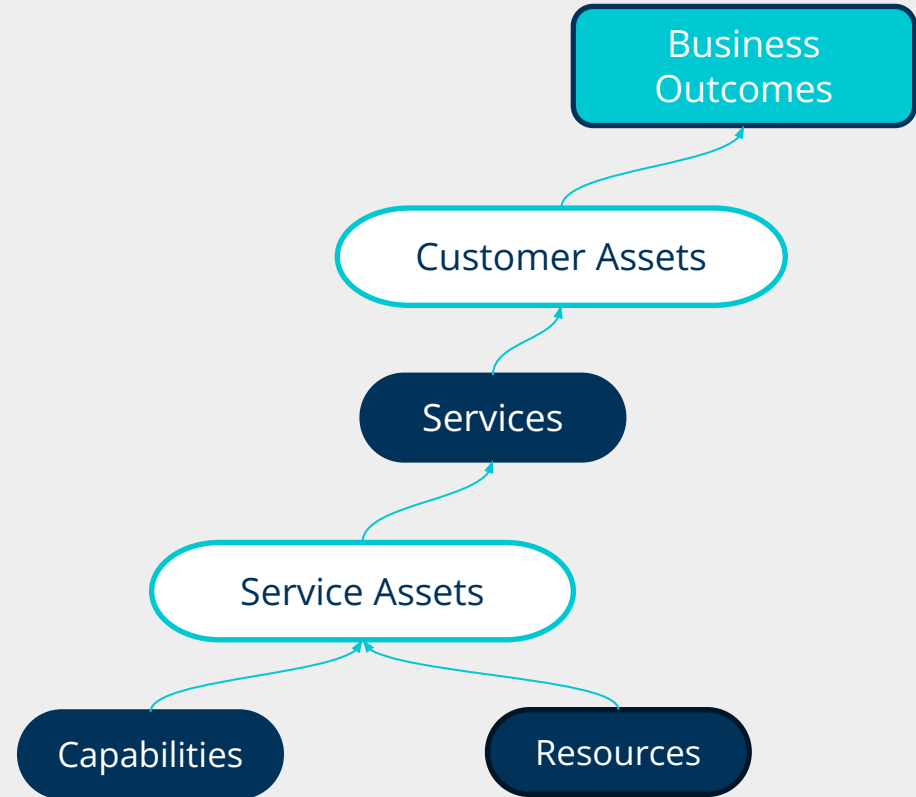 Business
Outcomes
Customer Assets
Services
Service Assets
Capabilities
Resources